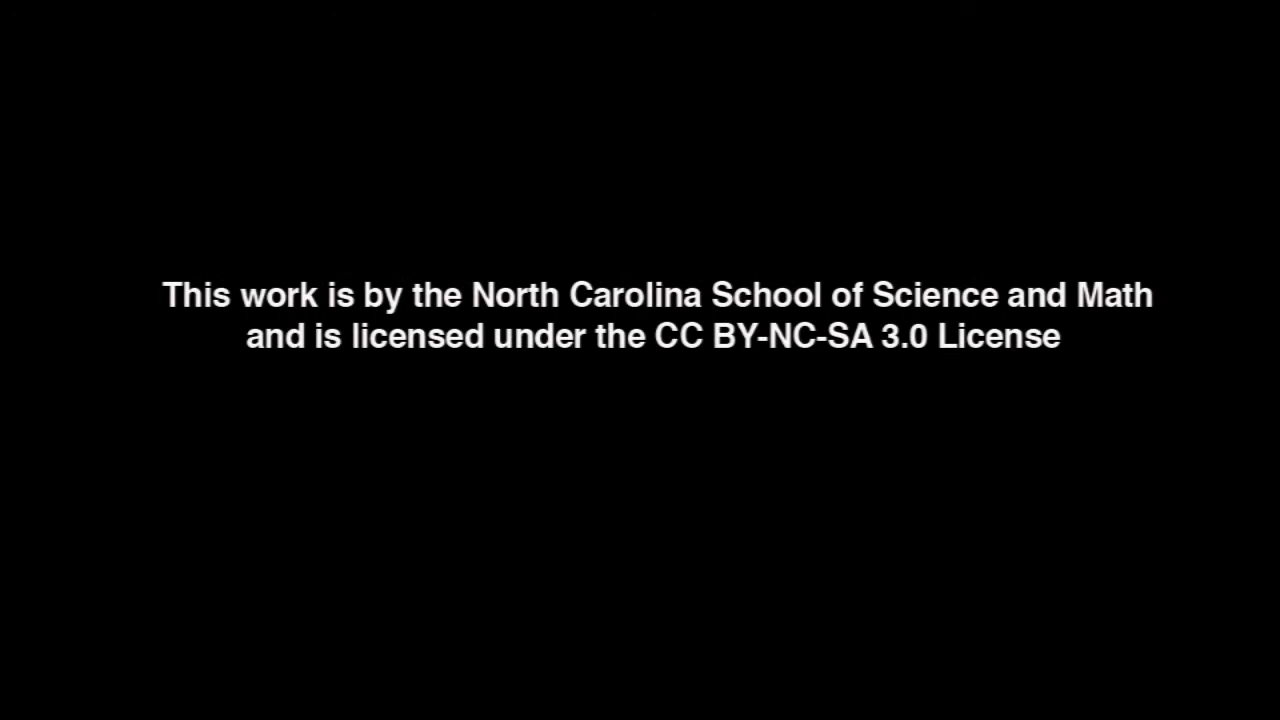 This work is by the North Carolina School of Science and Math
and is licensed under the CC BY-NC-SA 3.0 License